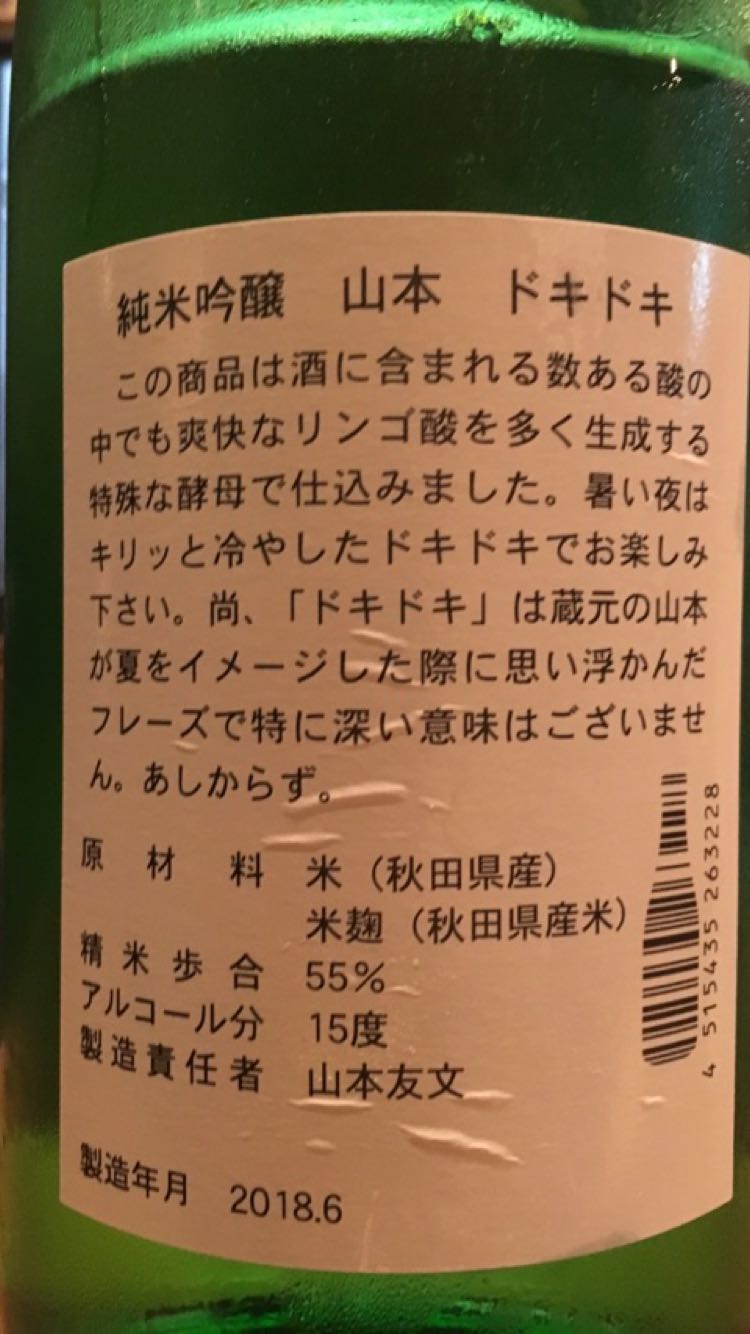 純米吟醸　山本　ドキドキ
この商品は酒に含まれる数ある酸の
中でも爽快なリンゴ酸を多く生成する
特殊な酵母で仕込みました。暑い夜は
キリッと冷やしたドキドキでお楽しみ
下さい。尚、「ドキドキ」は蔵元の山本
が夏をイメージした際に思い浮かんだ
フレーズで特に深い意味はございませ
ん。あしからず。
原材料　米（秋田県産）
米麹（秋田県産米）
精米歩合　55%
アルコール分　15度
製造責任者　山本友文
製造年月　2018.6
4 515435 263228